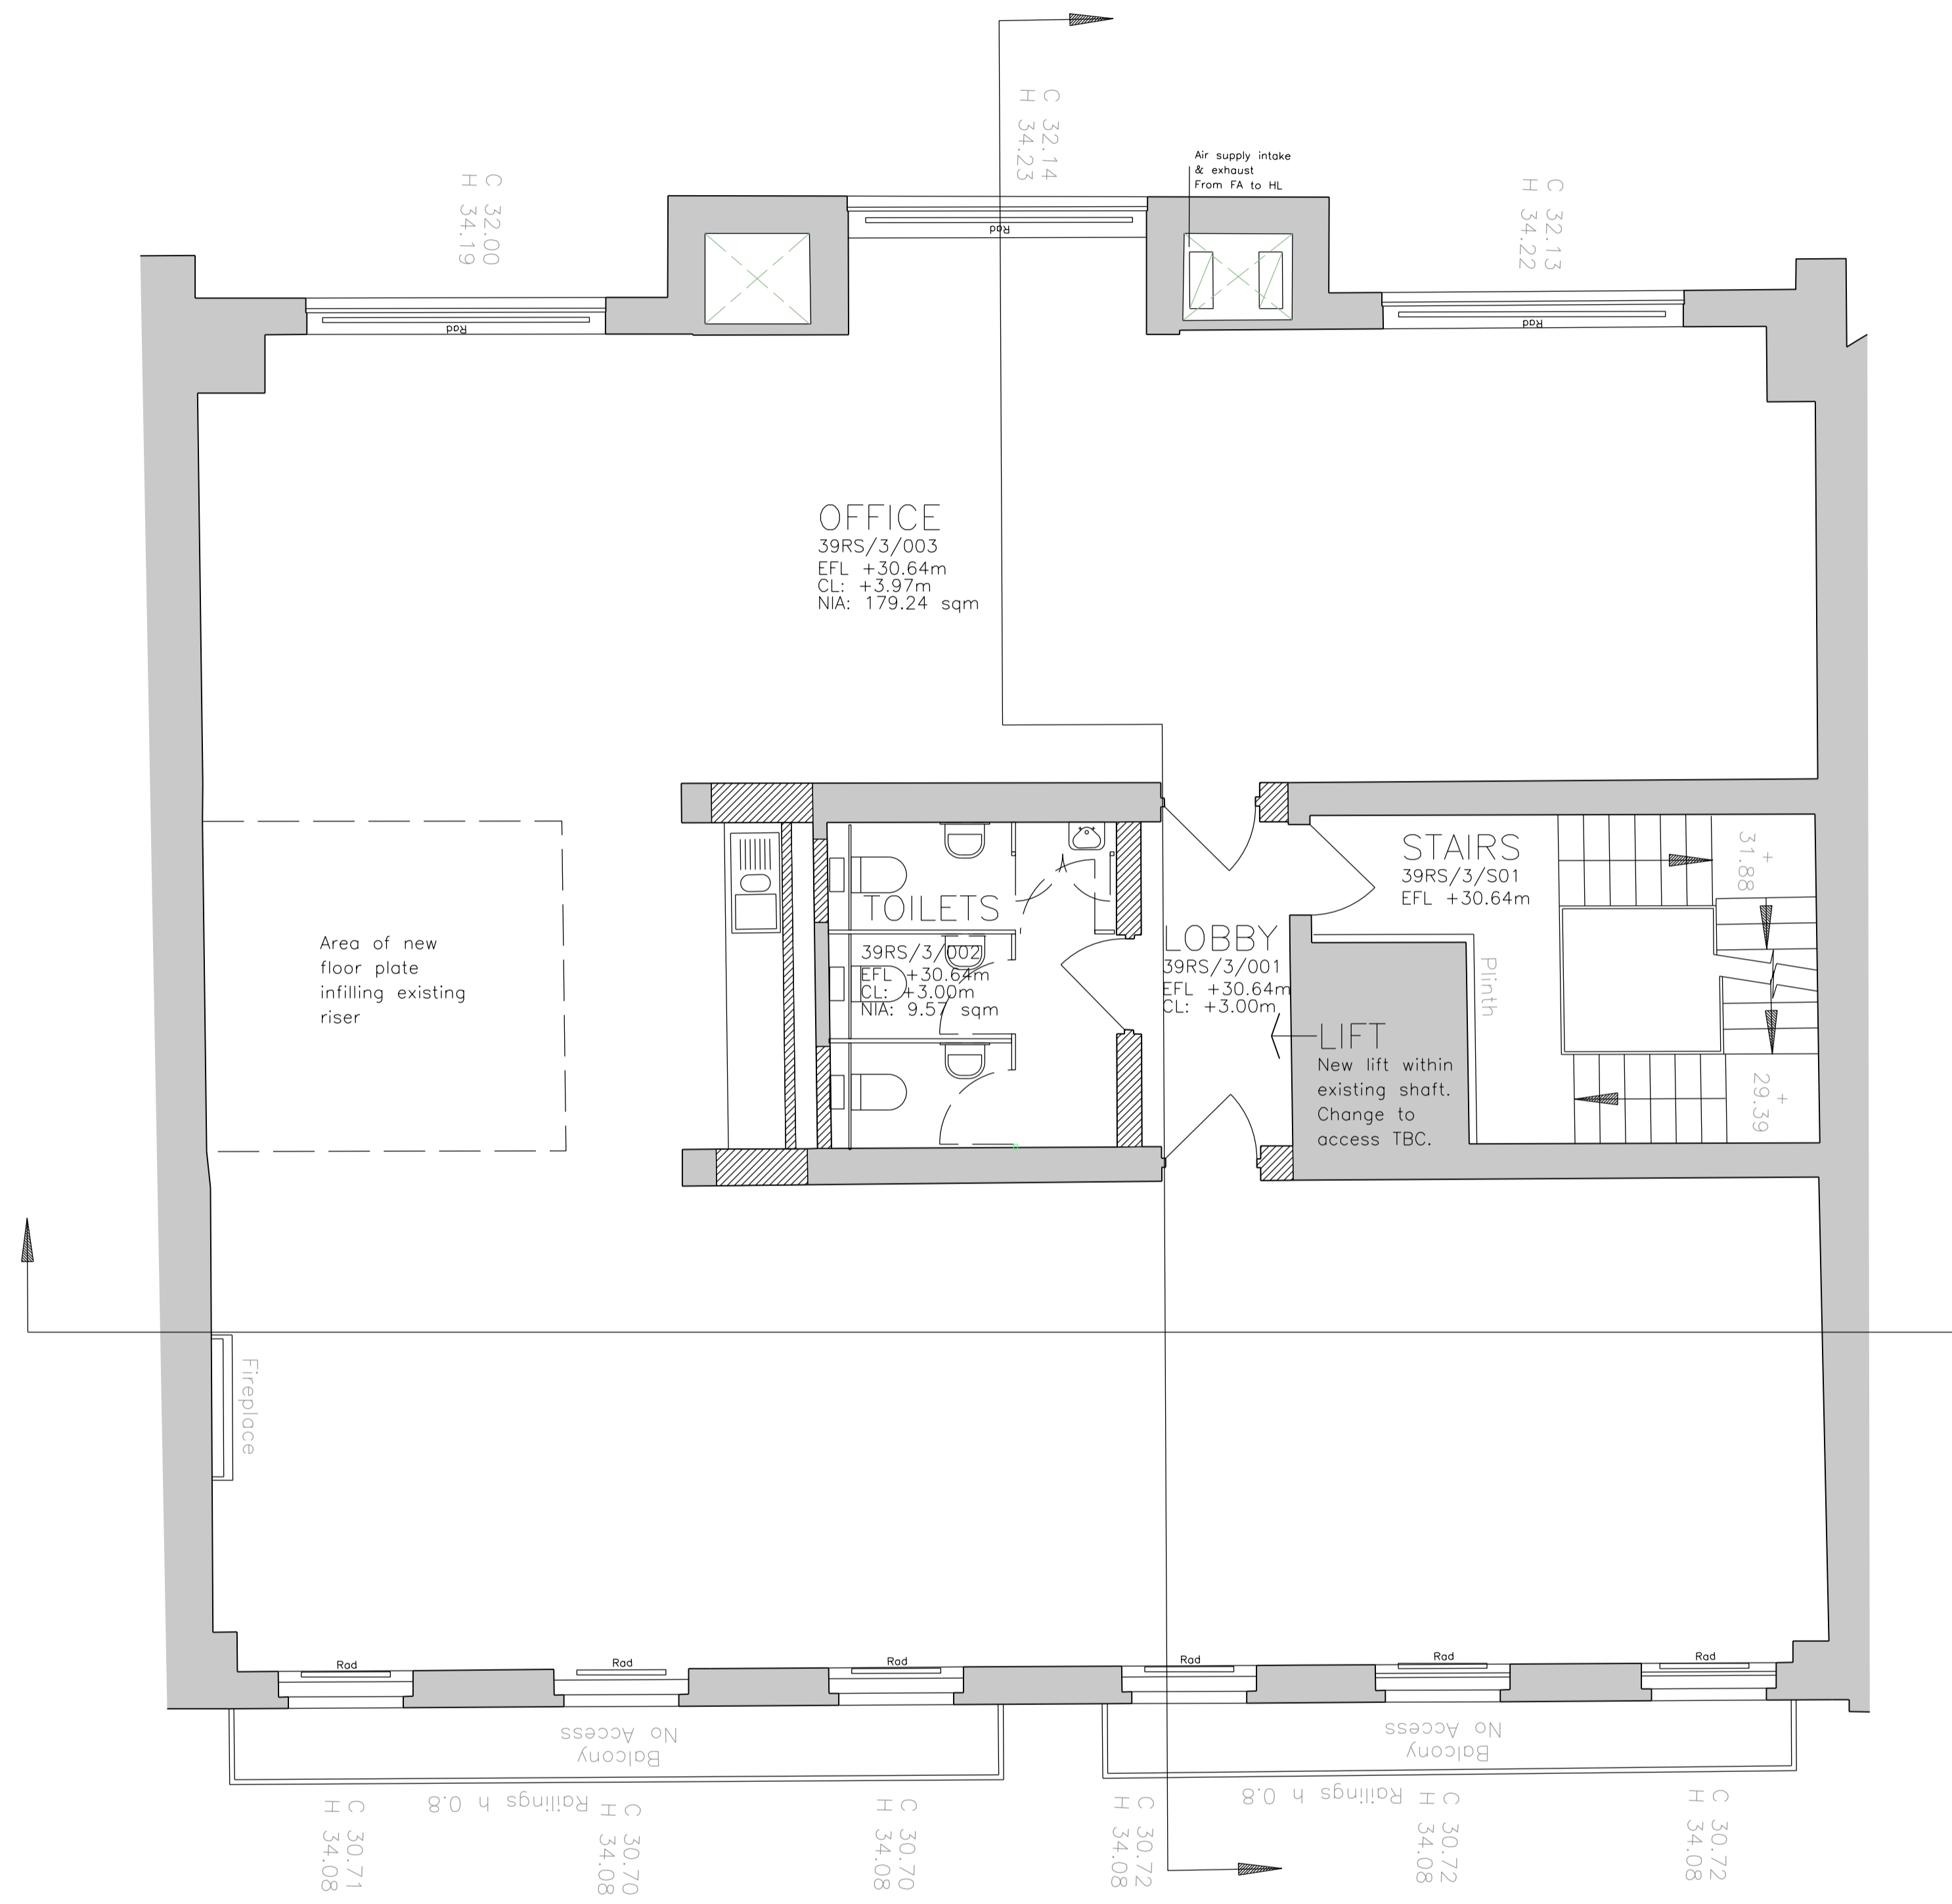 C 32.14
H 34.23
Air supply intake
& exhaust
From FA to HL
C 32.00
H 34.19
C 32.13
H 34.22
Rad
Rad
Rad
OFFICE
39RS/3/003
EFL +30.64m
CL: +3.97m
NIA: 179.24 sqm
STAIRS
39RS/3/S01
EFL +30.64m
+
31.88
TOILETS
39RS/3/002
EFL +30.64m
CL: +3.00m
NIA: 9.57 sqm
LOBBY
39RS/3/001
EFL +30.64m
CL: +3.00m
Area of new
floor plate
infilling existing
riser
Plinth
LIFT
New lift within
existing shaft.
Change to
access TBC.
+
29.39
Fireplace
Rad
Rad
Rad
Rad
Rad
Rad
Balcony
No Access
Balcony
No Access
Railings h 0.8
Railings h 0.8
C 30.71
H 34.08
C 30.70
H 34.08
C 30.70
H 34.08
C 30.72
H 34.08
C 30.72
H 34.08
C 30.72
H 34.08